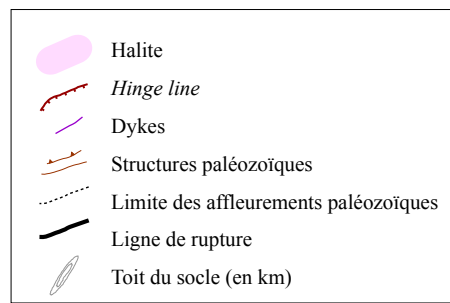 Halite
Hinge line
Dykes
Structures paléozoïques
Limite des affleurements paléozoïques
Ligne de rupture
Toit du socle (en km)